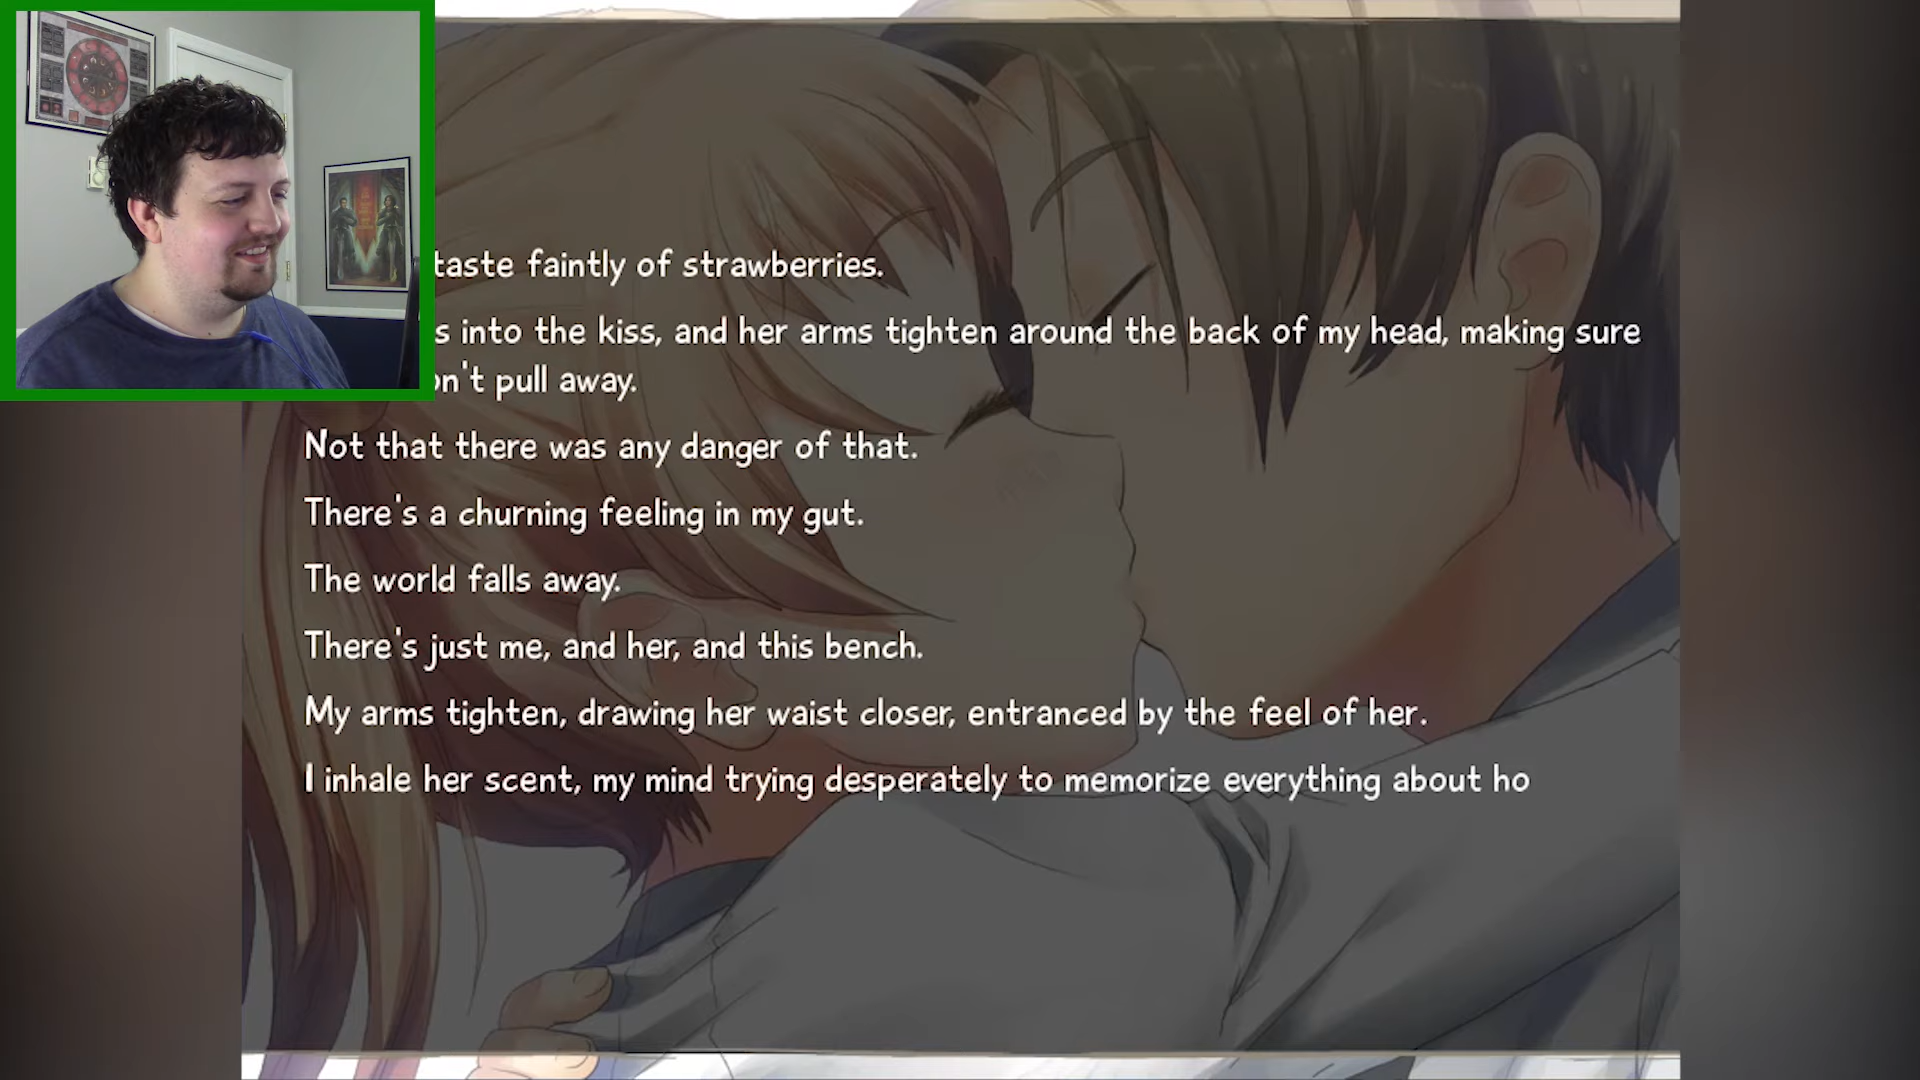 taste faintly of strawberries.
into the kiss, and her arms tighten around the back of my head, making sure
pull away.
Not that there was any danger of that.
There's a churning feeling in my gut.
The world falls away.
There's just me, and her, and this bench.
My arms tighten, drawing her waist closer, entranced by the feel of her.
I inhale her scent, my mind trying desperately to memorize everything about ho